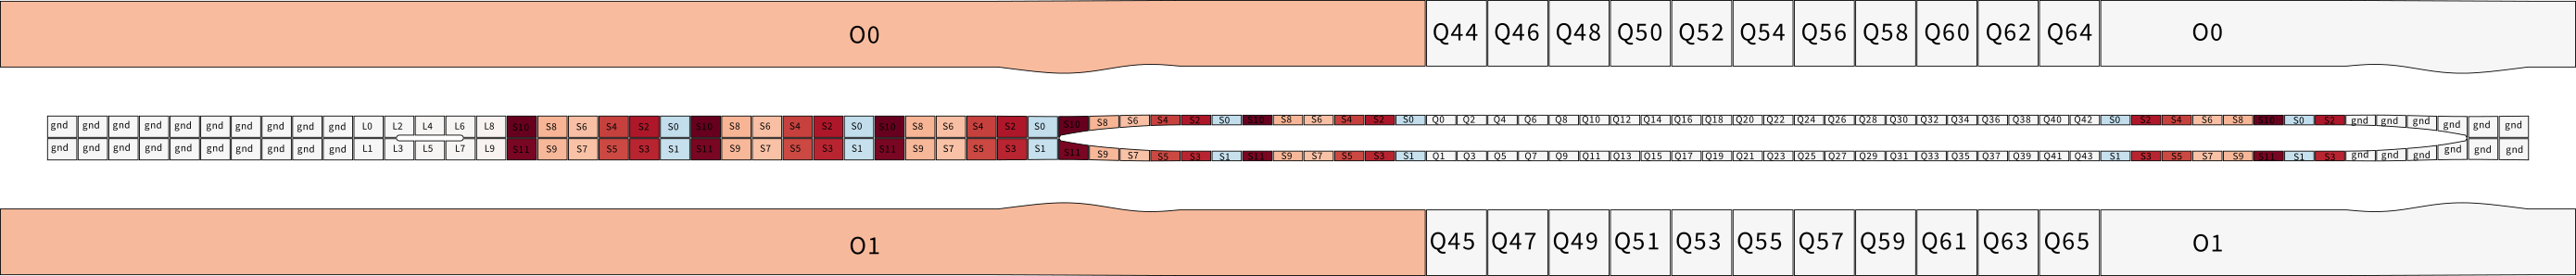 O0 Q44 Q46 Q48 Q50 Q52 Q54 Q56 Q58 Q60 Q62 Q64 O0
gnd gnd gnd gnd gnd gnd gnd gnd gnd gnd L0 L2 L4 L6 L8 S10 S8 S6 S4 S2 S0 S10 S8 S6 S4 S2 S0 S10 S8 S6 S4 S2 S0 S10 S8 S6 S4 S2 S0 S10 S8 S6 S4 S2 S0 Q0 Q2 Q4 Q6 Q8 Q10 Q12 Q14 Q16 Q18 Q20 Q22 Q24 Q26 Q28 Q30 Q32 Q34 Q36 Q38 Q40 Q42 S0 S2 S4 S6 S8 S10 S0 S2 gnd gnd gnd gnd gnd gnd
gnd gnd gnd gnd gnd gnd gnd gnd gnd gnd L1 L3 L5 L7 L9 S11 S9 S7 S5 S3 S1 S11 S9 S7 S5 S3 S1 S11 S9 S7 S5 S3 S1 S11 S9 S7 S5 S3 S1 S11 S9 S7 S5 S3 S1 Q1 Q3 Q5 Q7 Q9 Q11 Q13 Q15 Q17 Q19 Q21 Q23 Q25 Q27 Q29 Q31 Q33 Q35 Q37 Q39 Q41 Q43 S1 S3 S5 S7 S9 S11 S1 S3 gnd gnd gnd gnd gnd gnd
O1 Q45 Q47 Q49 Q51 Q53 Q55 Q57 Q59 Q61 Q63 Q65 O1